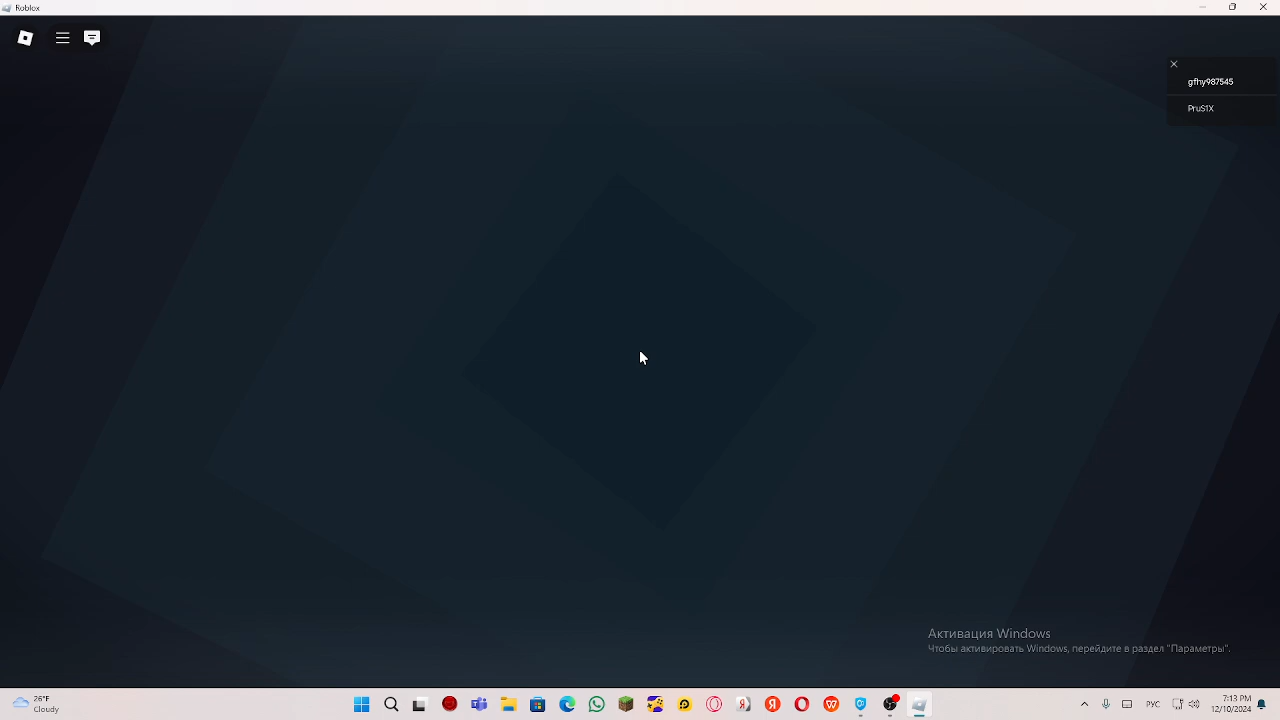 Roblox
gfhy987545
PruS1X
Активация Windows
Чтобы активировать Windows, перейдите в раздел "Параметры".
26°F
Cloudy
РУС
7:13 PM
12/10/2024